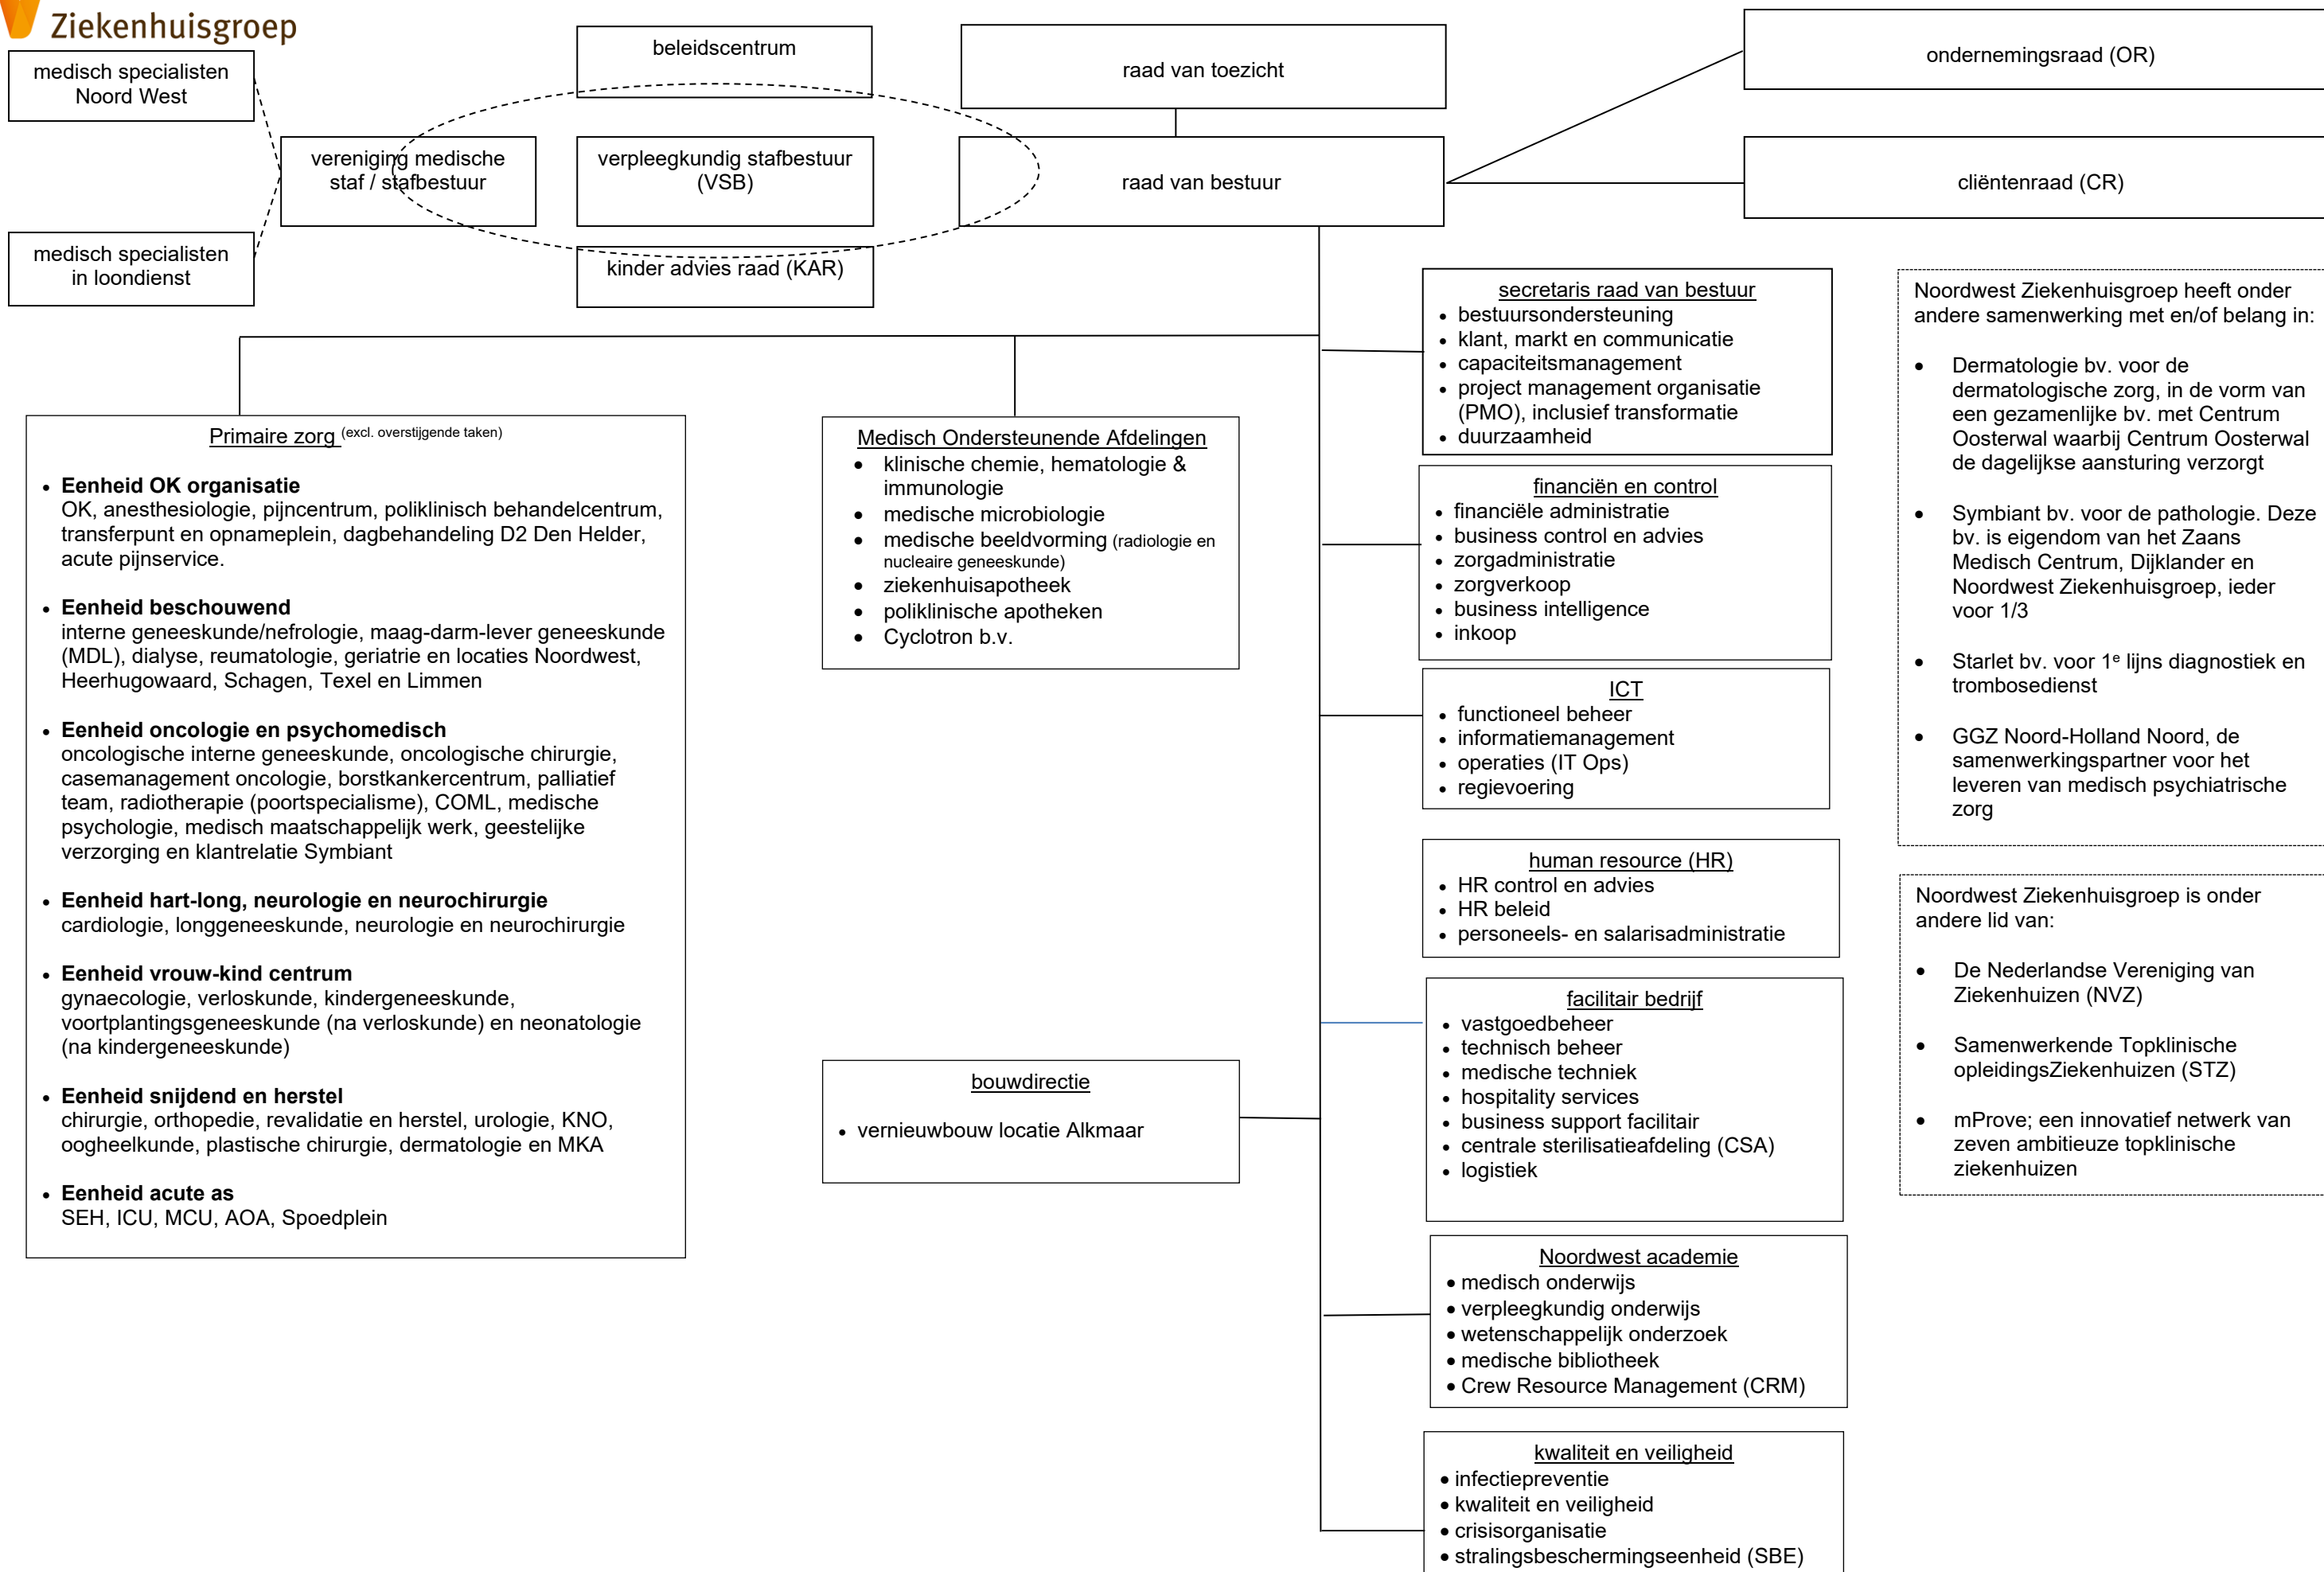 Ziekenhuisgroep
medisch specialisten
Noord West
beleidscentrum
raad van toezicht
ondernemingsraad (OR)
vereniging medische
staf / stafbestuur
verpleegkundig stafbestuur
(VSB)
raad van bestuur
cliëntenraad (CR)
medisch specialisten
in loondienst
kinder advies raad (KAR)
Primaire zorg (excl. overstijgende taken)
• Eenheid OK organisatie
OK, anesthesiologie, pijncentrum, poliklinisch behandelcentrum,
transferpunt en opnameplein, dagbehandeling D2 Den Helder,
acute pijnservice.
• Eenheid beschouwend
interne geneeskunde/nefrologie, maag-darm-lever geneeskunde
(MDL), dialyse, reumatologie, geriatrie en locaties Noordwest,
Heerhugowaard, Schagen, Texel en Limmen
• Eenheid oncologie en psychomedisch
oncologische interne geneeskunde, oncologische chirurgie,
casemanagement oncologie, borstkankercentrum, palliatief
team, radiotherapie (poortspecialisme), COML, medische
psychologie, medisch maatschappelijk werk, geestelijke
verzorging en klantrelatie Symbiant
• Eenheid hart-long, neurologie en neurochirurgie
cardiologie, longgeneeskunde, neurologie en neurochirurgie
• Eenheid vrouw-kind centrum
gynaecologie, verloskunde, kindergeneeskunde,
voortplantingsgeneeskunde (na verloskunde) en neonatologie
(na kindergeneeskunde)
• Eenheid snijdend en herstel
chirurgie, orthopedie, revalidatie en herstel, urologie, KNO,
oogheelkunde, plastische chirurgie, dermatologie en MKA
• Eenheid acute as
SEH, ICU, MCU, AOA, Spoedplein
Medisch Ondersteunende Afdelingen
• klinische chemie, hematologie &
immunologie
• medische microbiologie
• medische beeldvorming (radiologie en
nucleaire geneeskunde)
• ziekenhuisapotheek
• poliklinische apotheken
• Cyclotron b.v.
bouwdirectie
• vernieuwbouw locatie Alkmaar
secretaris raad van bestuur
• bestuursondersteuning
• klant, markt en communicatie
• capaciteitsmanagement
• project management organisatie
(PMO), inclusief transformatie
• duurzaamheid
financiën en control
• financiële administratie
• business control en advies
• zorgadministratie
• zorgverkoop
• business intelligence
• inkoop
ICT
• functioneel beheer
• informatiemanagement
• operaties (IT Ops)
• regievoering
human resource (HR)
• HR control en advies
• HR beleid
• personeels- en salarisadministratie
facilitair bedrijf
• vastgoedbeheer
• technisch beheer
• medische techniek
• hospitality services
• business support facilitair
• centrale sterilisatieafdeling (CSA)
• logistiek
Noordwest academie
• medisch onderwijs
• verpleegkundig onderwijs
• wetenschappelijk onderzoek
• medische bibliotheek
• Crew Resource Management (CRM)
kwaliteit en veiligheid
• infectiepreventie
• kwaliteit en veiligheid
• crisisorganisatie
• stralingsbeschermingseenheid (SBE)
Noordwest Ziekenhuisgroep heeft onder
andere samenwerking met en/of belang in:
• Dermatologie bv. voor de
dermatologische zorg, in de vorm van
een gezamenlijke bv. met Centrum
Oosterwal waarbij Centrum Oosterwal
de dagelijkse aansturing verzorgt
• Symbiant bv. voor de pathologie. Deze
bv. is eigendom van het Zaans
Medisch Centrum, Dijklander en
Noordwest Ziekenhuisgroep, ieder
voor 1/3
• Starlet bv. voor 1e lijns diagnostiek en
trombosedienst
• GGZ Noord-Holland Noord, de
samenwerkingspartner voor het
leveren van medisch psychiatrische
zorg
Noordwest Ziekenhuisgroep is onder
andere lid van:
• De Nederlandse Vereniging van
Ziekenhuizen (NVZ)
• Samenwerkende Topklinische
opleidingsZiekenhuizen (STZ)
• mProve; een innovatief netwerk van
zeven ambitieuze topklinische
ziekenhuizen